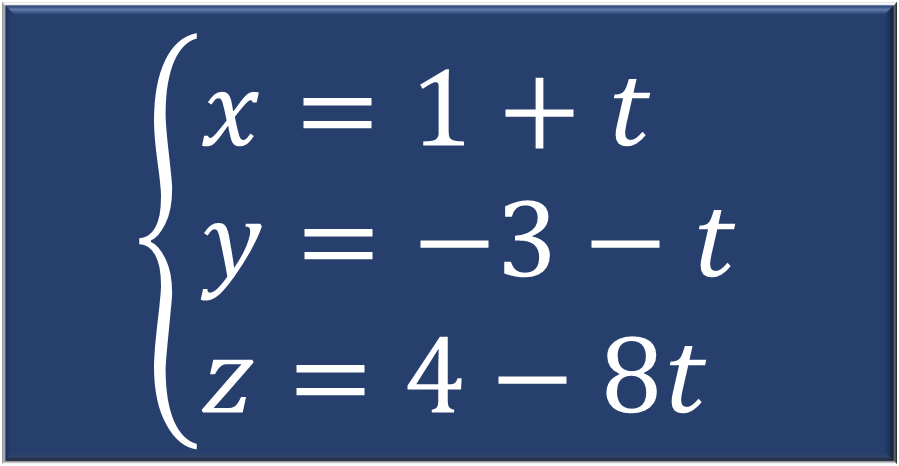 x = 1 + t
y = −3 − t
z = 4 − 8t